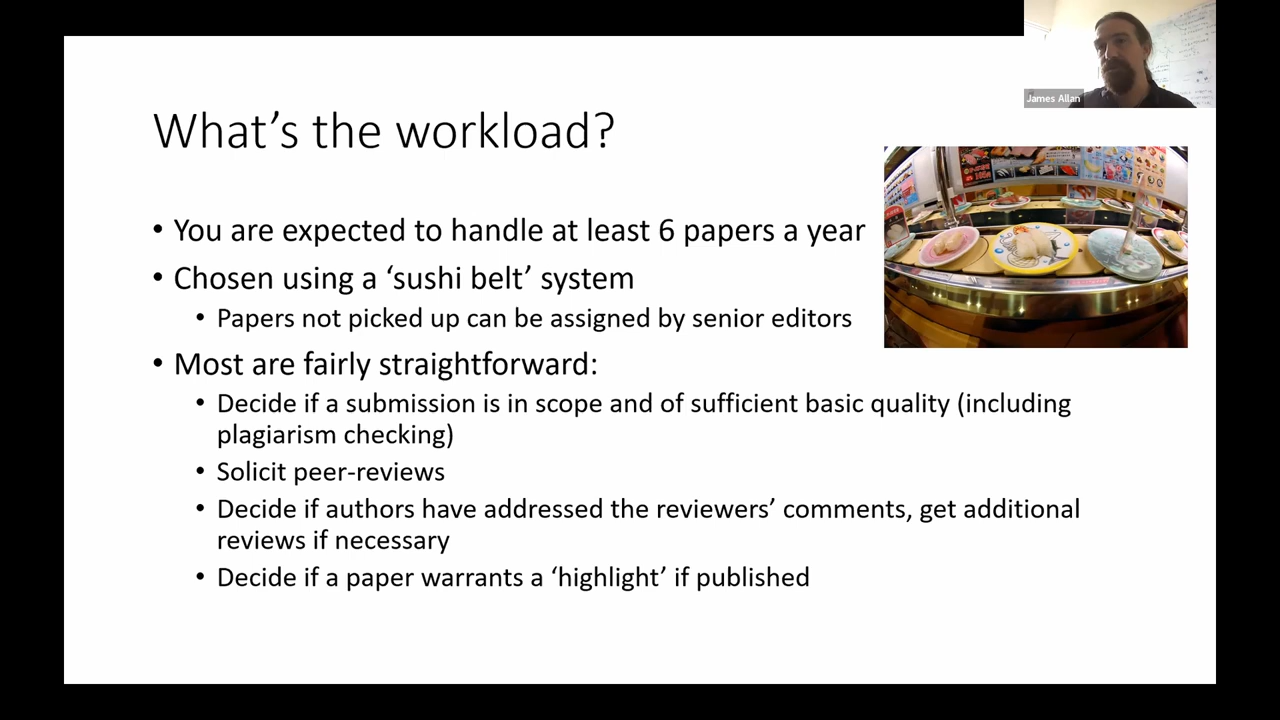 James Allan
What’s the workload?
• You are expected to handle at least 6 papers a year
• Chosen using a ‘sushi belt’ system
• Papers not picked up can be assigned by senior editors
• Most are fairly straightforward:
• Decide if a submission is in scope and of sufficient basic quality (including
plagiarism checking)
• Solicit peer-reviews
• Decide if authors have addressed the reviewers’ comments, get additional
reviews if necessary
• Decide if a paper warrants a ‘highlight’ if published